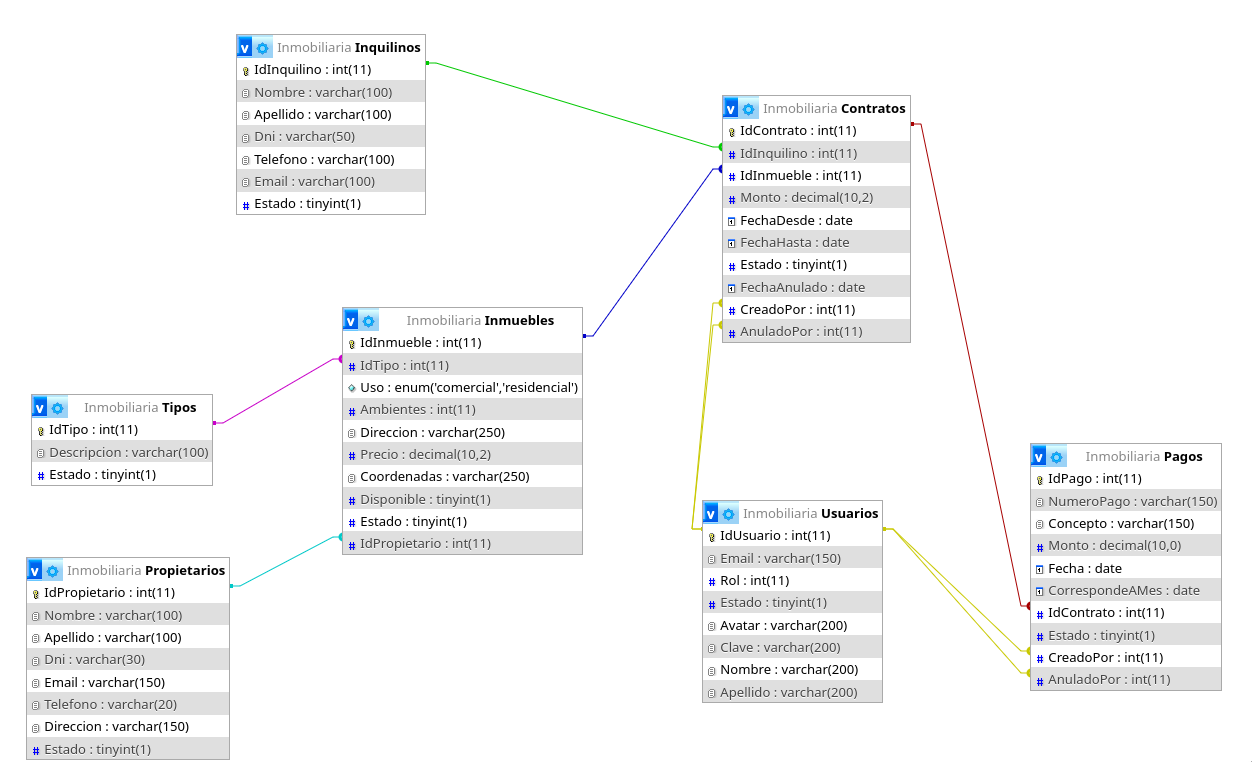 Inmobiliaria Inquilinos
IdInquilino : int(11)
Nombre : varchar(100)
Apellido : varchar(100)
Dni : varchar(50)
Telefono : varchar(100)
Email : varchar(100)
Estado : tinyint(1)
Inmobiliaria Contratos
IdContrato : int(11)
IdInquilino : int(11)
IdInmueble : int(11)
Monto : decimal(10,2)
FechaDesde : date
FechaHasta : date
Estado : tinyint(1)
FechaAnulado : date
CreadoPor : int(11)
AnuladoPor : int(11)
Inmobiliaria Inmuebles
IdInmueble : int(11)
IdTipo : int(11)
Uso : enum('comercial','residencial')
Ambientes : int(11)
Direccion : varchar(250)
Precio : decimal(10,2)
Coordenadas : varchar(250)
Disponible : tinyint(1)
Estado : tinyint(1)
IdPropietario : int(11)
Inmobiliaria Tipos
IdTipo : int(11)
Descripcion : varchar(100)
Estado : tinyint(1)
Inmobiliaria Propietarios
IdPropietario : int(11)
Nombre : varchar(100)
Apellido : varchar(100)
Dni : varchar(30)
Email : varchar(150)
Telefono : varchar(20)
Direccion : varchar(150)
Estado : tinyint(1)
Inmobiliaria Usuarios
IdUsuario : int(11)
Email : varchar(150)
Rol : int(11)
Estado : tinyint(1)
Avatar : varchar(200)
Clave : varchar(200)
Nombre : varchar(200)
Apellido : varchar(200)
Inmobiliaria Pagos
IdPago : int(11)
NumeroPago : varchar(150)
Concepto : varchar(150)
Monto : decimal(10,0)
Fecha : date
CorrespondeAMes : date
IdContrato : int(11)
Estado : tinyint(1)
CreadoPor : int(11)
AnuladoPor : int(11)